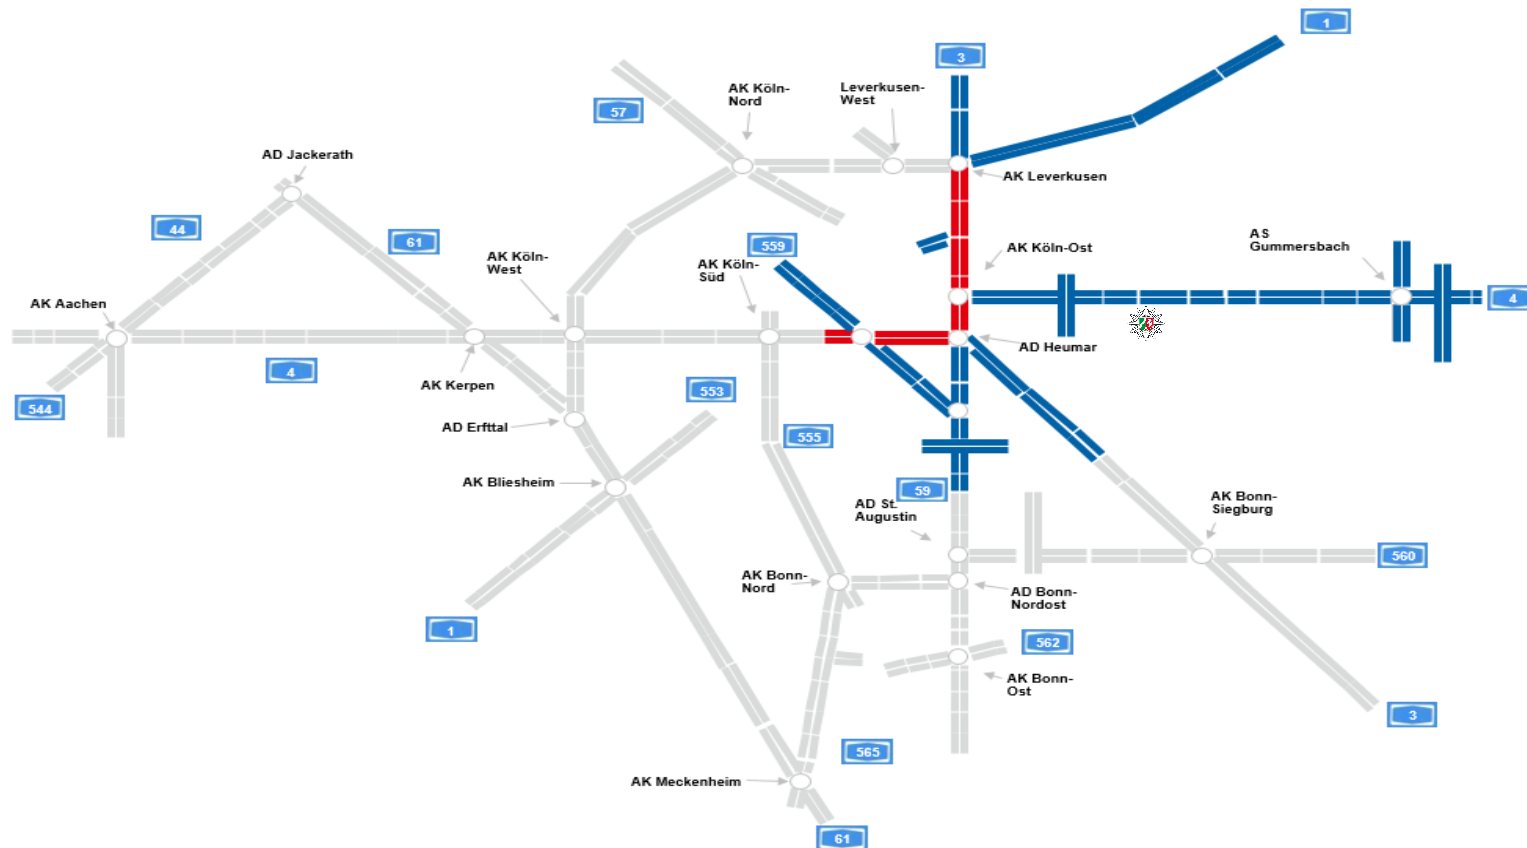 1
3
AK Köln-
Nord
Leverkusen-
West
57
AD Jackerath
AK Leverkusen
44
61
559
AS
Gummersbach
AK Köln-Ost
AK Köln-
West
AK Köln-
Süd
AK Aachen
4
AD Heumar
4
AK Kerpen
553
544
AD Erfttal
555
AK Bliesheim
59
AD St.
Augustin
AK Bonn-
Siegburg
560
AK Bonn-
Nord
AD Bonn-
Nordost
1
562
AK Bonn-
Ost
3
565
AK Meckenheim
61